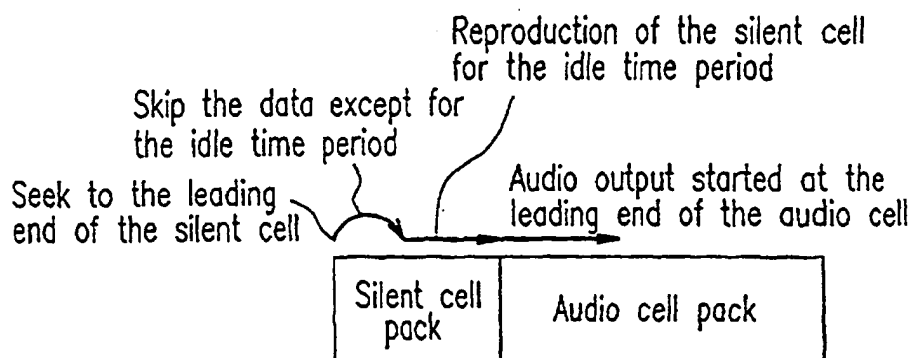 Reproduction of the silent cell
for the idle time period
Skip the data except for
the idle time period
Seek to the leading
end of the silent cell
Audio output started at the
leading end of the audio cell
Silent cell
pack
Audio cell pack